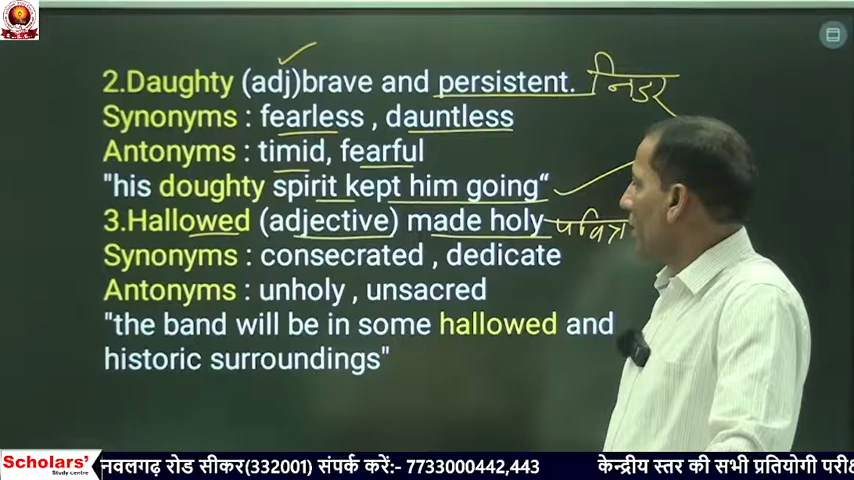 2.Daughty (adj)brave and persistent. निडर
Synonyms : fearless , dauntless
Antonyms : timid, fearful
"his doughty spirit kept him going“
3.Hallowed (adjective) made holy पवित्र
Synonyms : consecrated , dedicate
Antonyms : unholy , unsacred
"the band will be in some hallowed and
historic surroundings"
Scholars’
Study Centre
नवलगढ़ रोड सीकर(332001) संपर्क करें:- 7733000442,443 केन्द्रीय स्तर की सभी प्रतियोगी